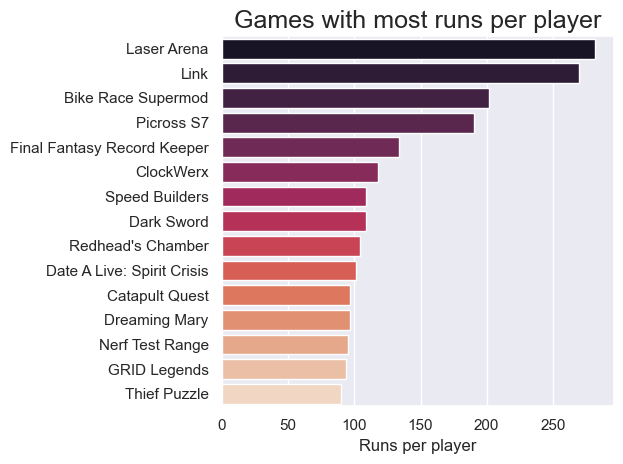 Games with most runs per player
Laser Arena
Link
Bike Race Supermod
Picross S7
Final Fantasy Record Keeper
ClockWerx
Speed Builders
Dark Sword
Redhead's Chamber
Date A Live: Spirit Crisis
Catapult Quest
Dreaming Mary
Nerf Test Range
GRID Legends
Thief Puzzle
0 50 100 150 200 250
Runs per player